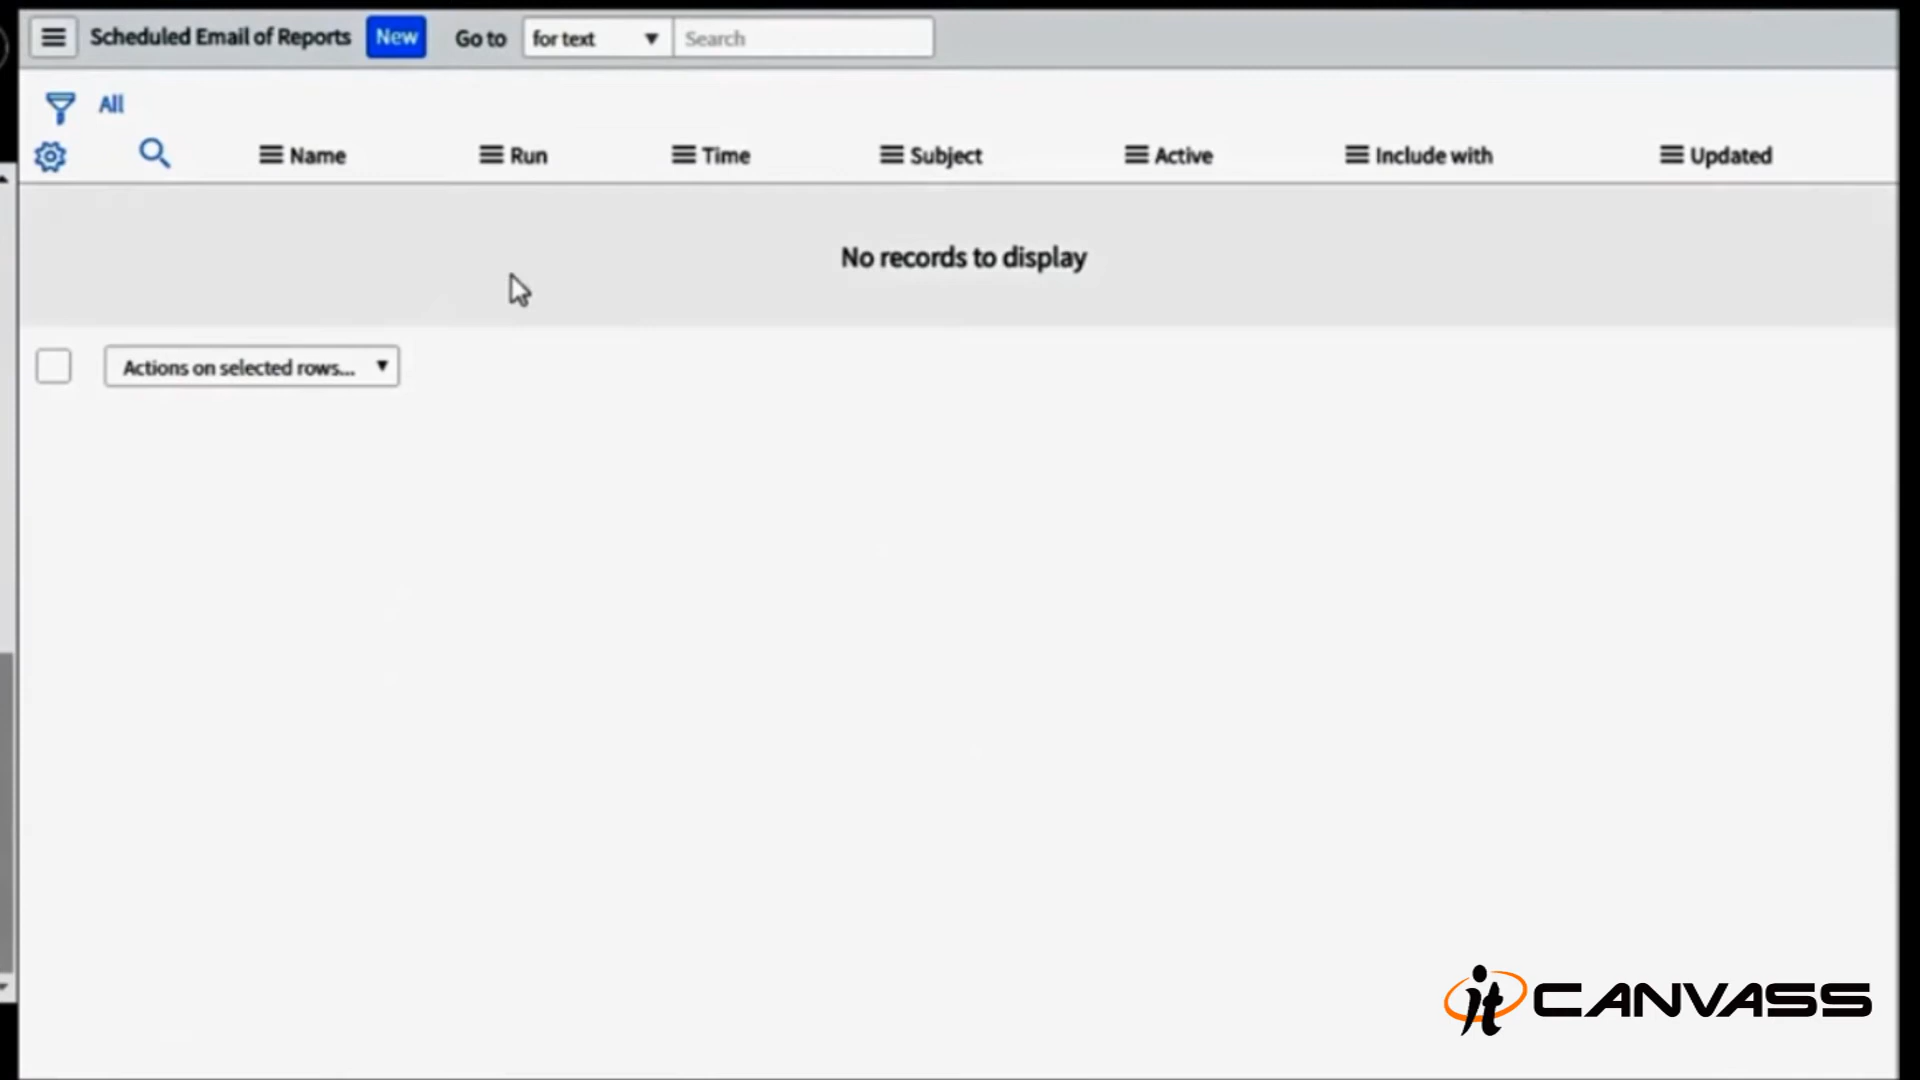 Scheduled Email of Reports New Go to for text Search
All
Name Run Time Subject Active Include with Updated
No records to display
Actions on selected rows...
it CANVASS